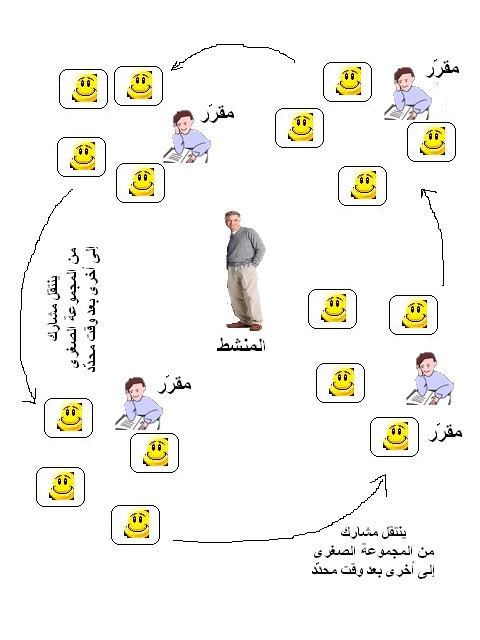 مقرّر
مقرّر
ينتقل مشارك
من المجموعة الصغرى
إلى أخرى بعد وقت محدّد
المنشط
مقرّر
مقرّر
ينتقل مشارك
من المجموعة الصغرى
إلى أخرى بعد وقت محدّد